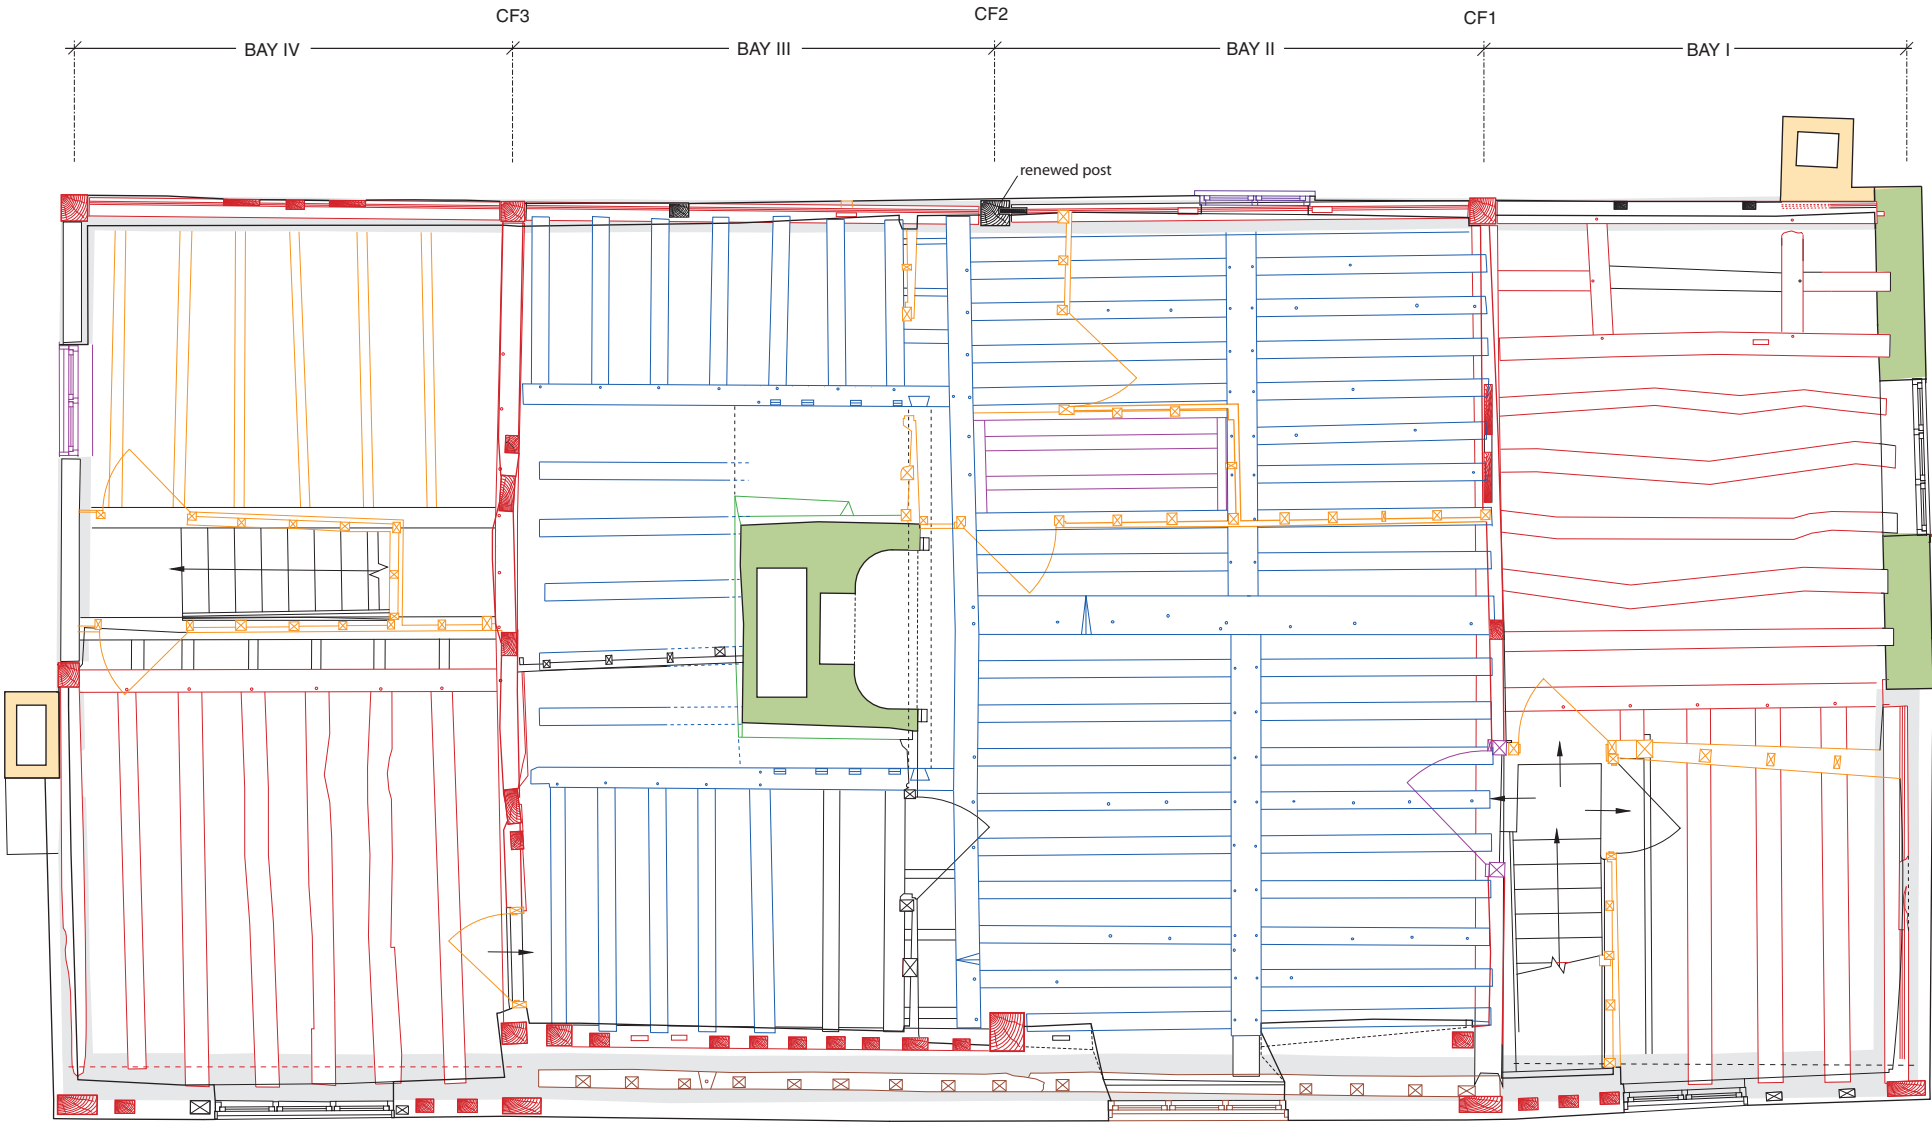 CF3
CF2
CF1
BAY IV
BAY III
BAY II
BAY I
renewed post